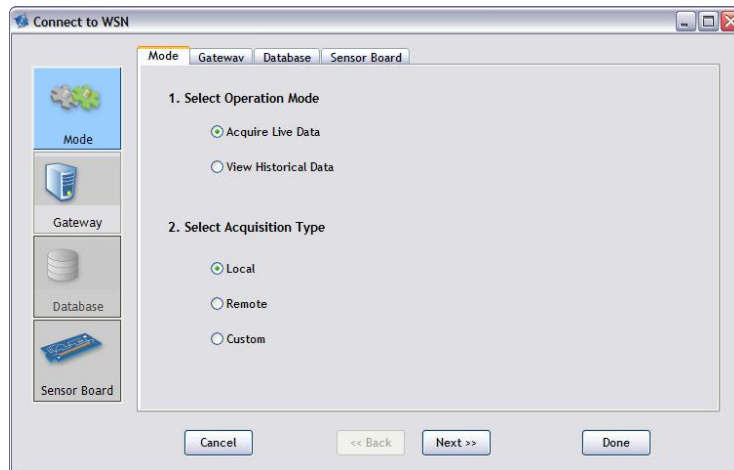 Connect to WSN
Mode Gateway Database Sensor Board
Mode
Gateway
Database
Sensor Board
1. Select Operation Mode
Acquire Live Data
View Historical Data
2. Select Acquisition Type
Local
Remote
Custom
Cancel << Back Next >> Done